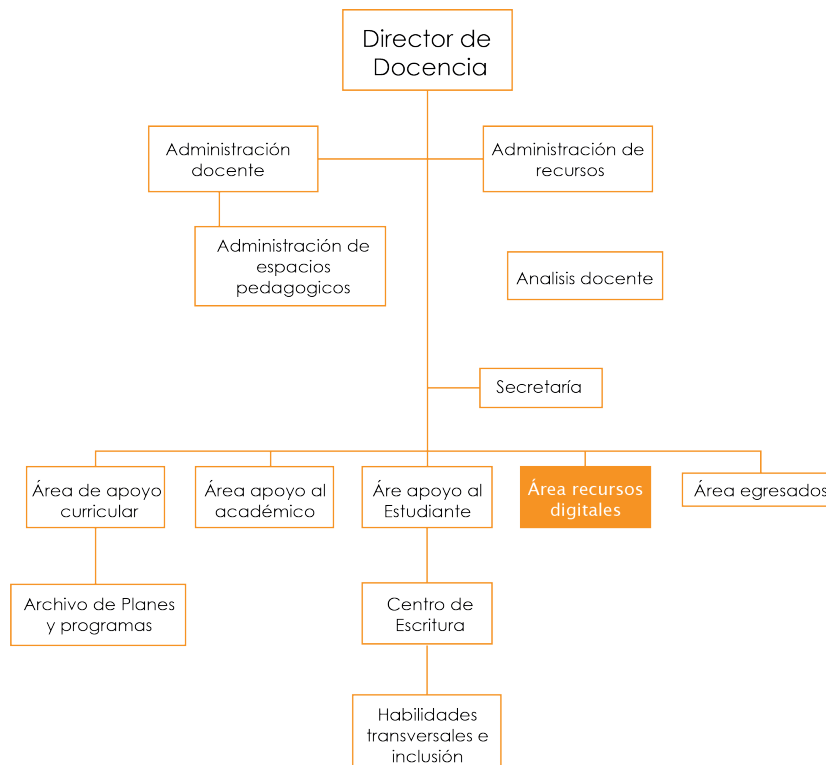 Director de
Docencia
Administración
docente
Administración de
recursos
Administración de
espacios
pedagogicos
Analisis docente
Secretaría
Área de apoyo
curricular
Área apoyo al
académico
Áre apoyo al
Estudiante
Área recursos
digitales
Área egresados
Archivo de Planes
y programas
Centro de
Escritura
Habilidades
transversales e
inclusión